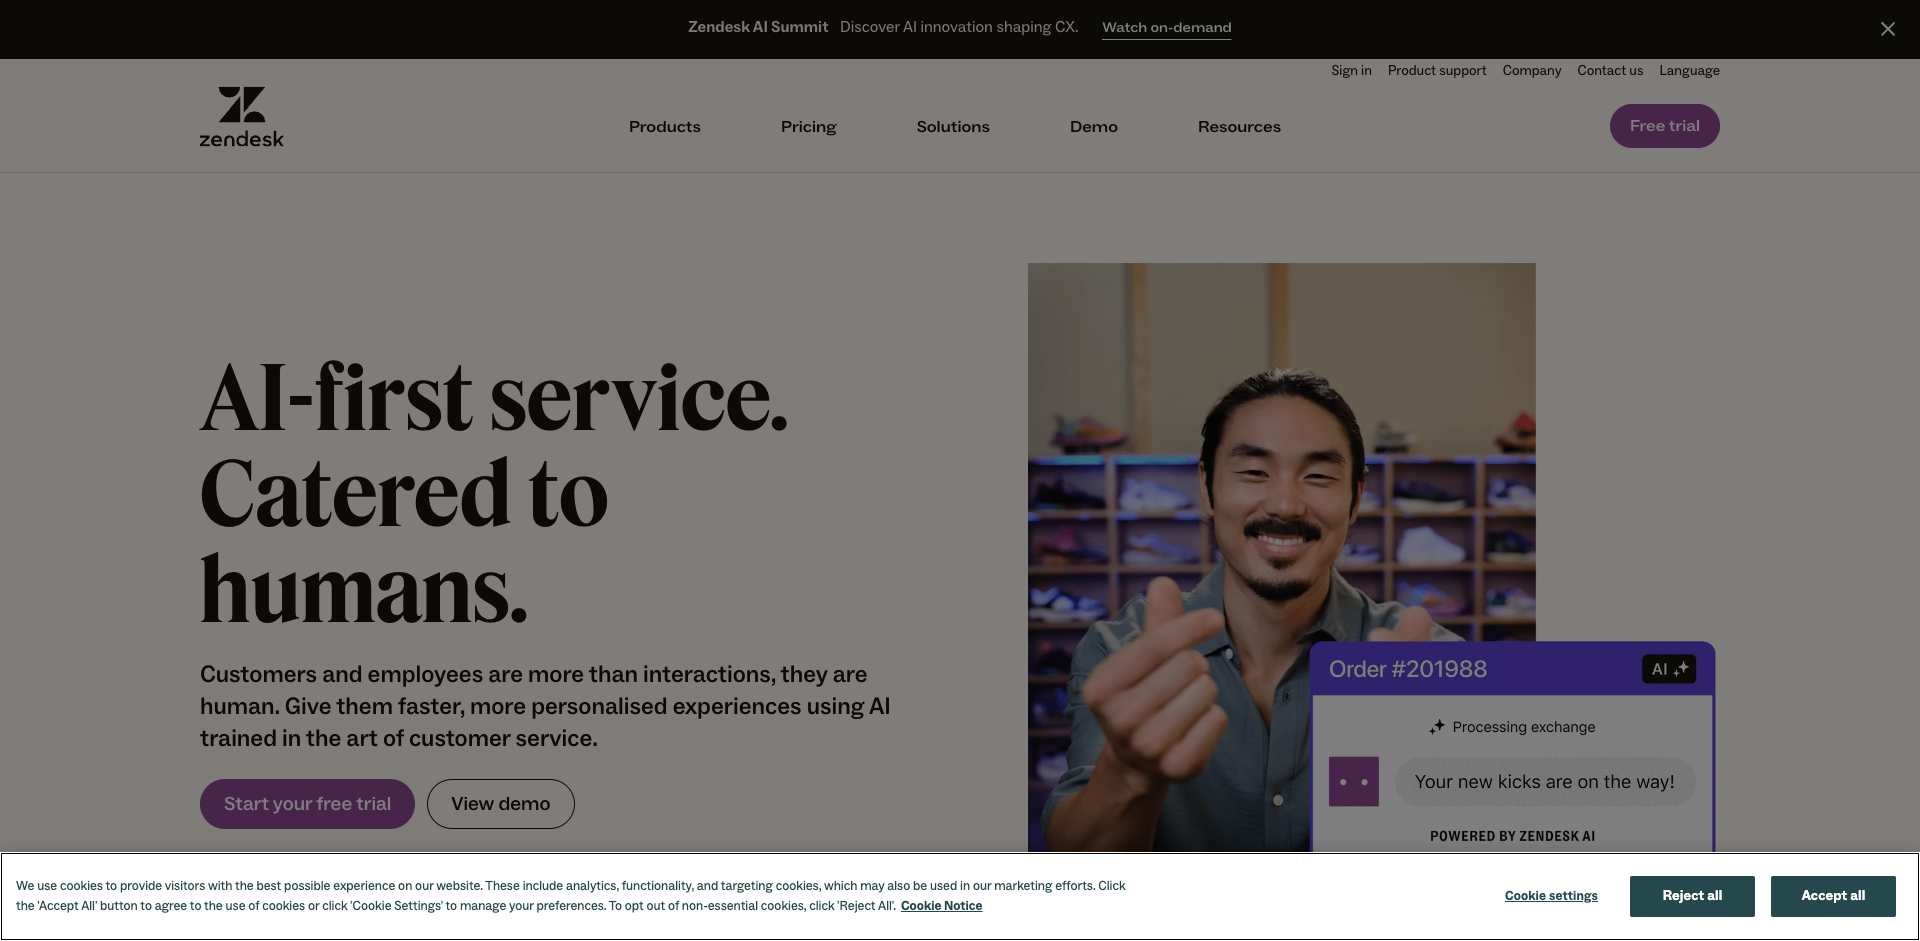 Zendesk AI Summit Discover AI innovation shaping CX. Watch on-demand
Sign in Product support Company Contact us Language
zendesk
Products Pricing Solutions Demo Resources Free trial
AI-first service.
Catered to
humans.
Customers and employees are more than interactions, they are
human. Give them faster, more personalised experiences using AI
trained in the art of customer service.
Start your free trial View demo
Order #201988 AI
Processing exchange
Your new kicks are on the way!
POWERED BY ZENDESK AI
We use cookies to provide visitors with the best possible experience on our website. These include analytics, functionality, and targeting cookies, which may also be used in our marketing efforts. Click
the 'Accept All' button to agree to the use of cookies or click 'Cookie Settings' to manage your preferences. To opt out of non-essential cookies, click 'Reject All'. Cookie Notice
Cookie settings Reject all Accept all